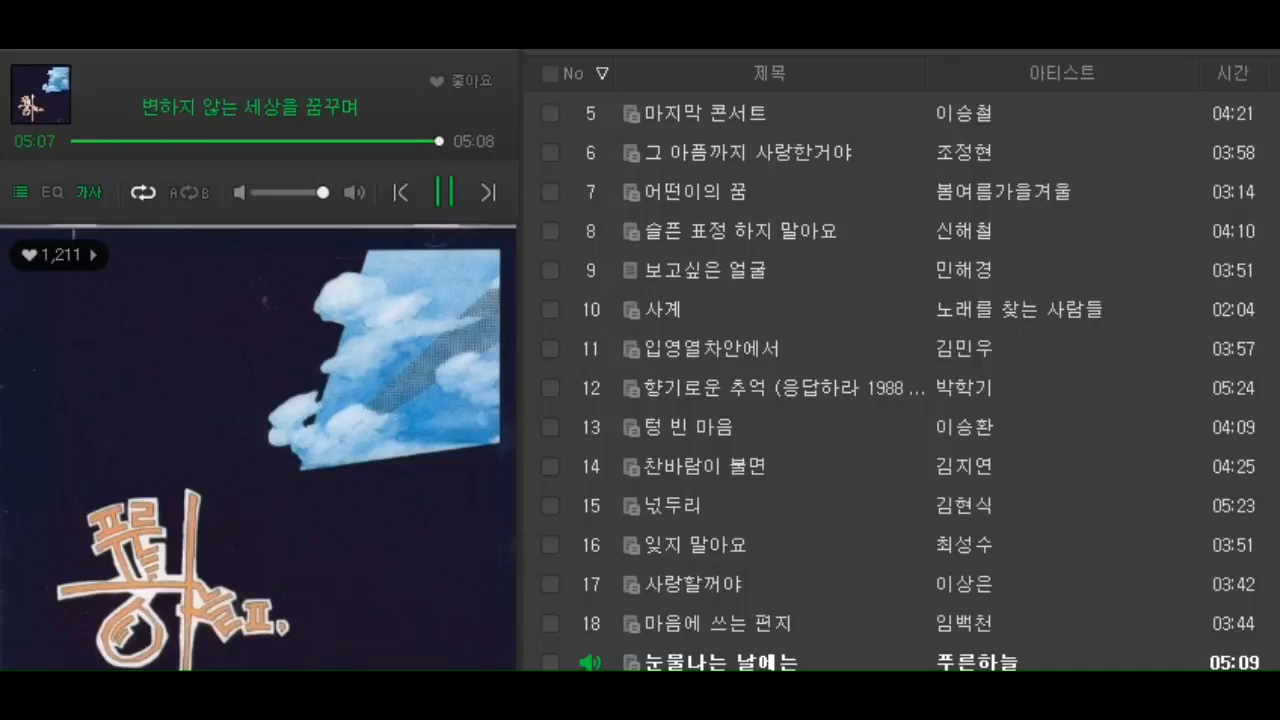 좋아요
변하지 않는 세상을 꿈꾸며
05:07 05:08
EQ 가사 A B
1,211
푸른하늘 Ⅱ.
No 제목 아티스트 시간
5 마지막 콘서트 이승철 04:21
6 그 아픔까지 사랑한거야 조정현 03:58
7 어떤이의 꿈 봄여름가을겨울 03:14
8 슬픈 표정 하지 말아요 신해철 04:10
9 보고싶은 얼굴 민해경 03:51
10 사계 노래를 찾는 사람들 02:04
11 입영열차안에서 김민우 03:57
12 향기로운 추억 (응답하라 1988 ... 박학기 05:24
13 텅 빈 마음 이승환 04:09
14 찬바람이 불면 김지연 04:25
15 넋두리 김현식 05:23
16 잊지 말아요 최성수 03:51
17 사랑할꺼야 이상은 03:42
18 마음에 쓰는 편지 임백천 03:44
눈물나는 날에는 푸른하늘 05:09